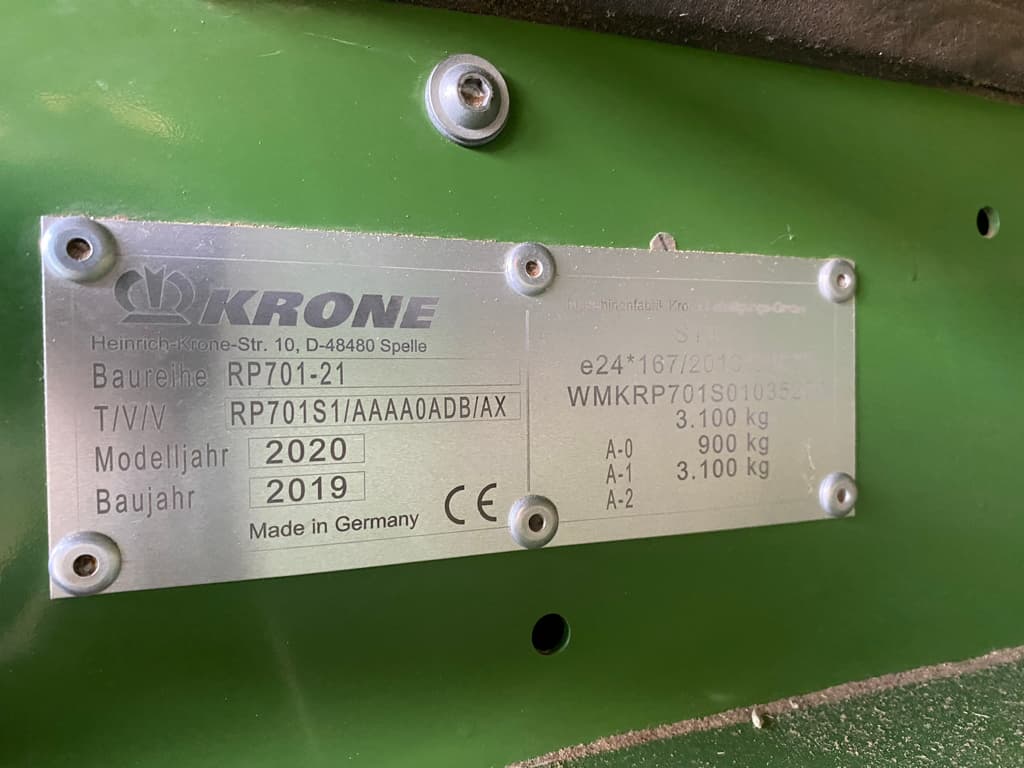 KRONE
Heinrich-Krone-Str. 10, D-48480 Spelle
Baureihe RP701-21
T/V/V RP701S1/AAAA0ADB/AX
Modelljahr 2020
Baujahr 2019
Made in Germany CE
Maschinenfabrik
3.100 kg
A-0 900 kg
A-1 3.100 kg
A-2